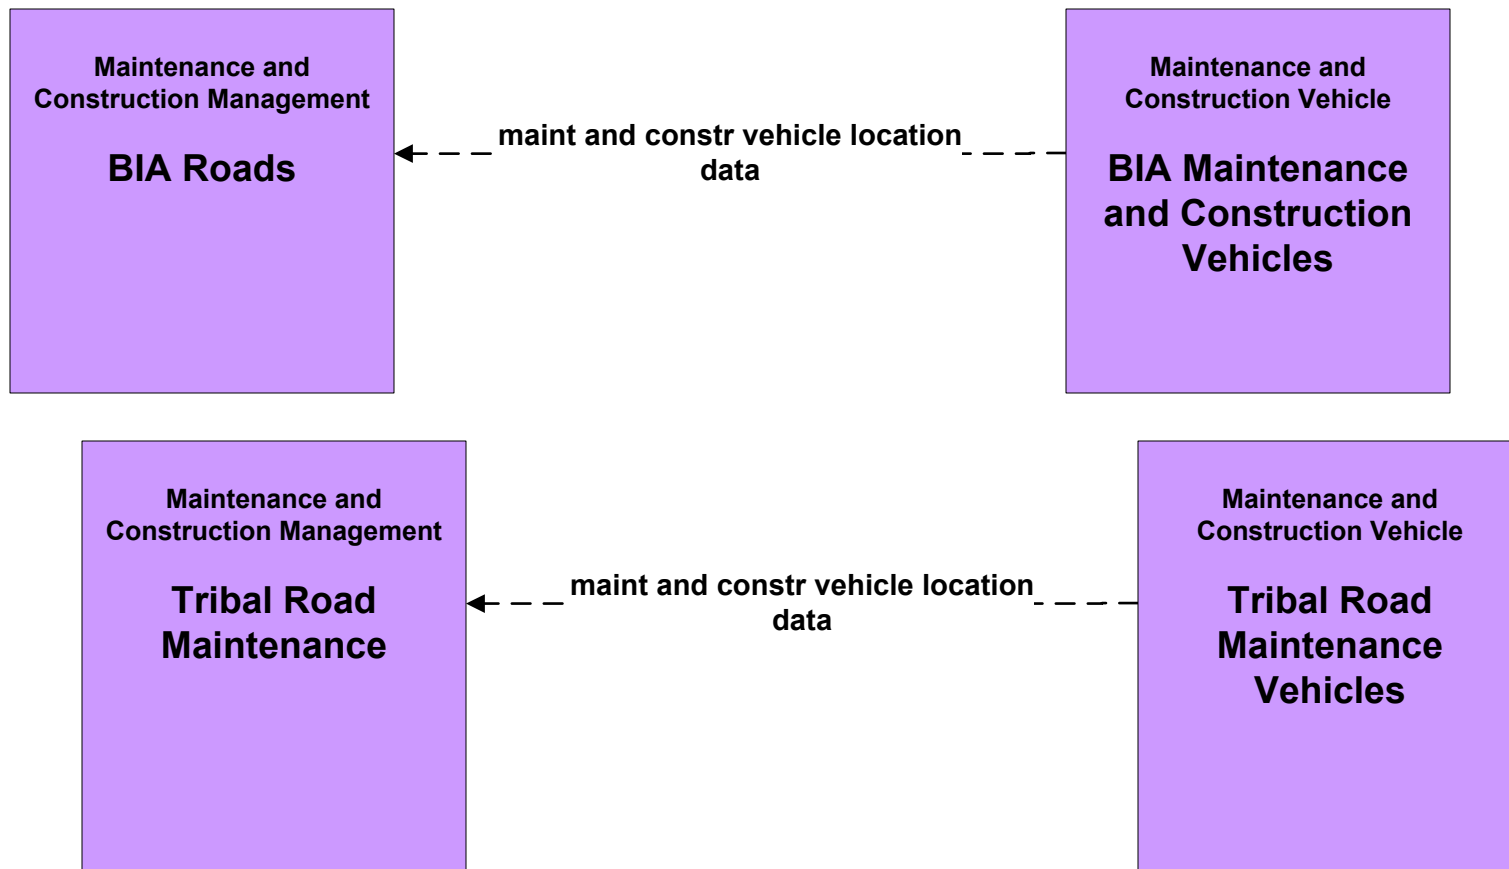 Maintenance and
Construction Management
BIA Roads
maint and constr vehicle location
data
Maintenance and
Construction Vehicle
BIA Maintenance
and Construction
Vehicles
Maintenance and
Construction Management
Tribal Road
Maintenance
maint and constr vehicle location
data
Maintenance and
Construction Vehicle
Tribal Road
Maintenance
Vehicles